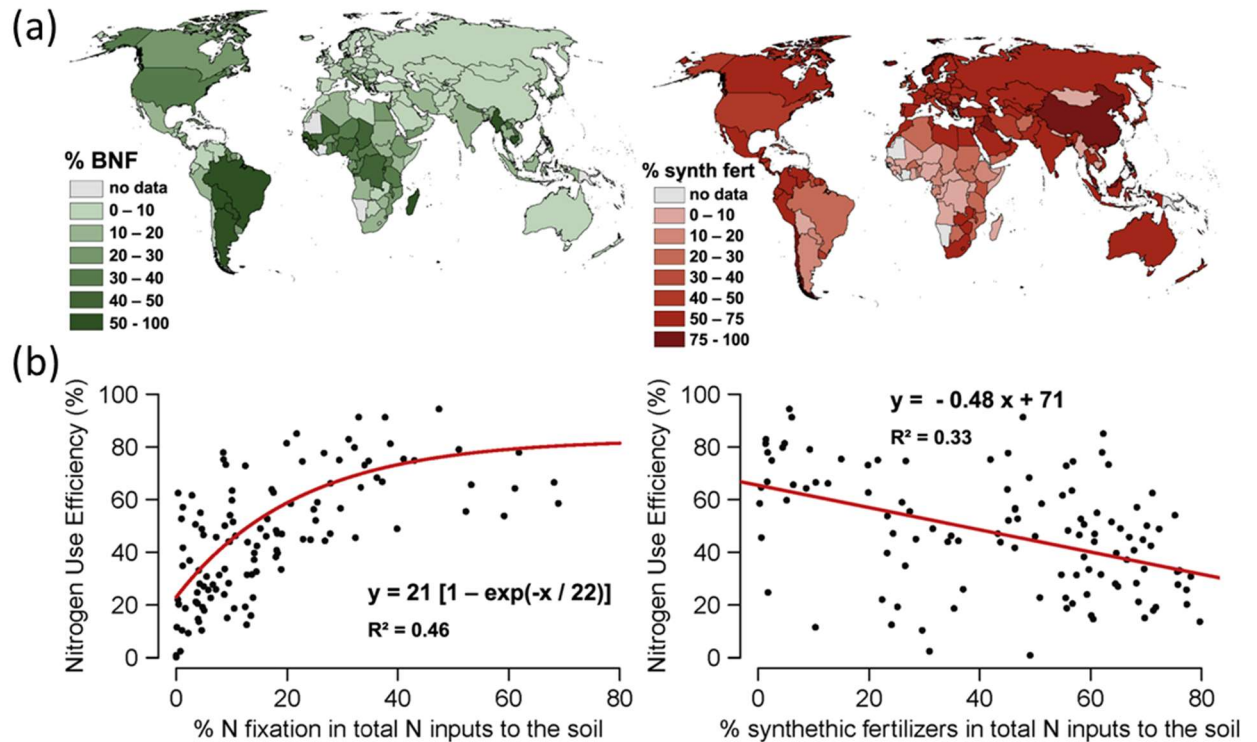 (a)
% BNF
no data
0 – 10
10 – 20
20 – 30
30 – 40
40 – 50
50 - 100
% synth fert
no data
0 – 10
10 – 20
20 – 30
30 – 40
40 – 50
50 – 75
75 - 100
(b)
Nitrogen Use Efficiency (%)
100
80
60
40
20
0
y = 21 [1 – exp(-x / 22)]
R² = 0.46
0 20 40 60 80
% N fixation in total N inputs to the soil
Nitrogen Use Efficiency (%)
100
80
60
40
20
0
y = - 0.48 x + 71
R² = 0.33
0 20 40 60 80
% synthethic fertilizers in total N inputs to the soil